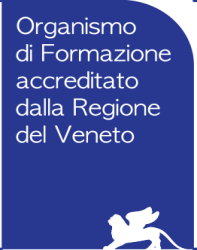 Organismo
di Formazione
accreditato
dalla Regione
del Veneto